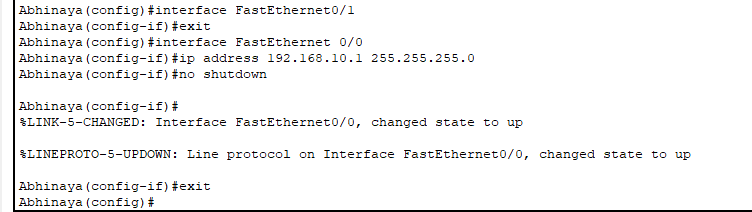 Abhinaya(config)#interface FastEthernet0/1
Abhinaya(config-if)#exit
Abhinaya(config)#interface FastEthernet 0/0
Abhinaya(config-if)#ip address 192.168.10.1 255.255.255.0
Abhinaya(config-if)#no shutdown
Abhinaya(config-if)#
%LINK-5-CHANGED: Interface FastEthernet0/0, changed state to up
%LINEPROTO-5-UPDOWN: Line protocol on Interface FastEthernet0/0, changed state to up
Abhinaya(config-if)#exit
Abhinaya(config)#